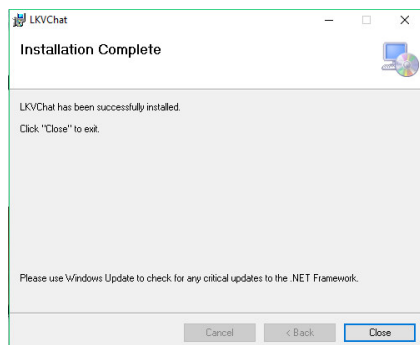 LKVChat
Installation Complete
LKVChat has been successfully installed.
Click "Close" to exit.
Please use Windows Update to check for any critical updates to the .NET Framework.
Cancel
< Back
Close